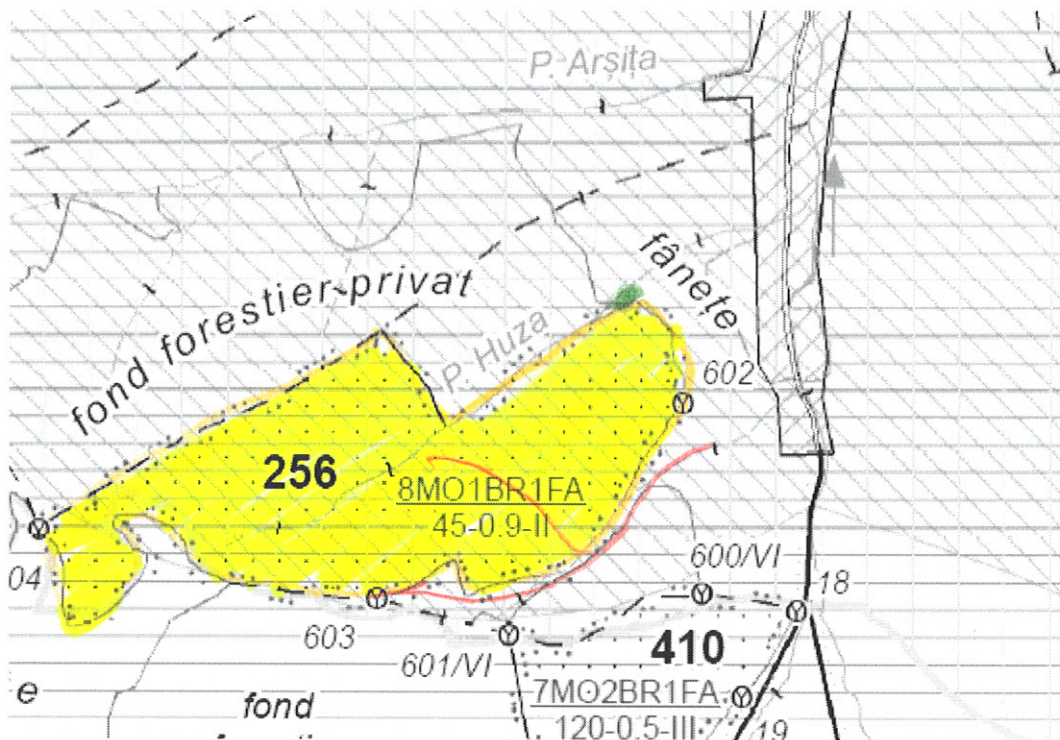 P. Arșița
fânețe
fond forestier privat
P. Huza
602
256
8MO1BR1FA
45-0.9-II
600/VI
04
18
603
410
601/VI
7MO2BR1FA
e
fond
120-0.5-III
19